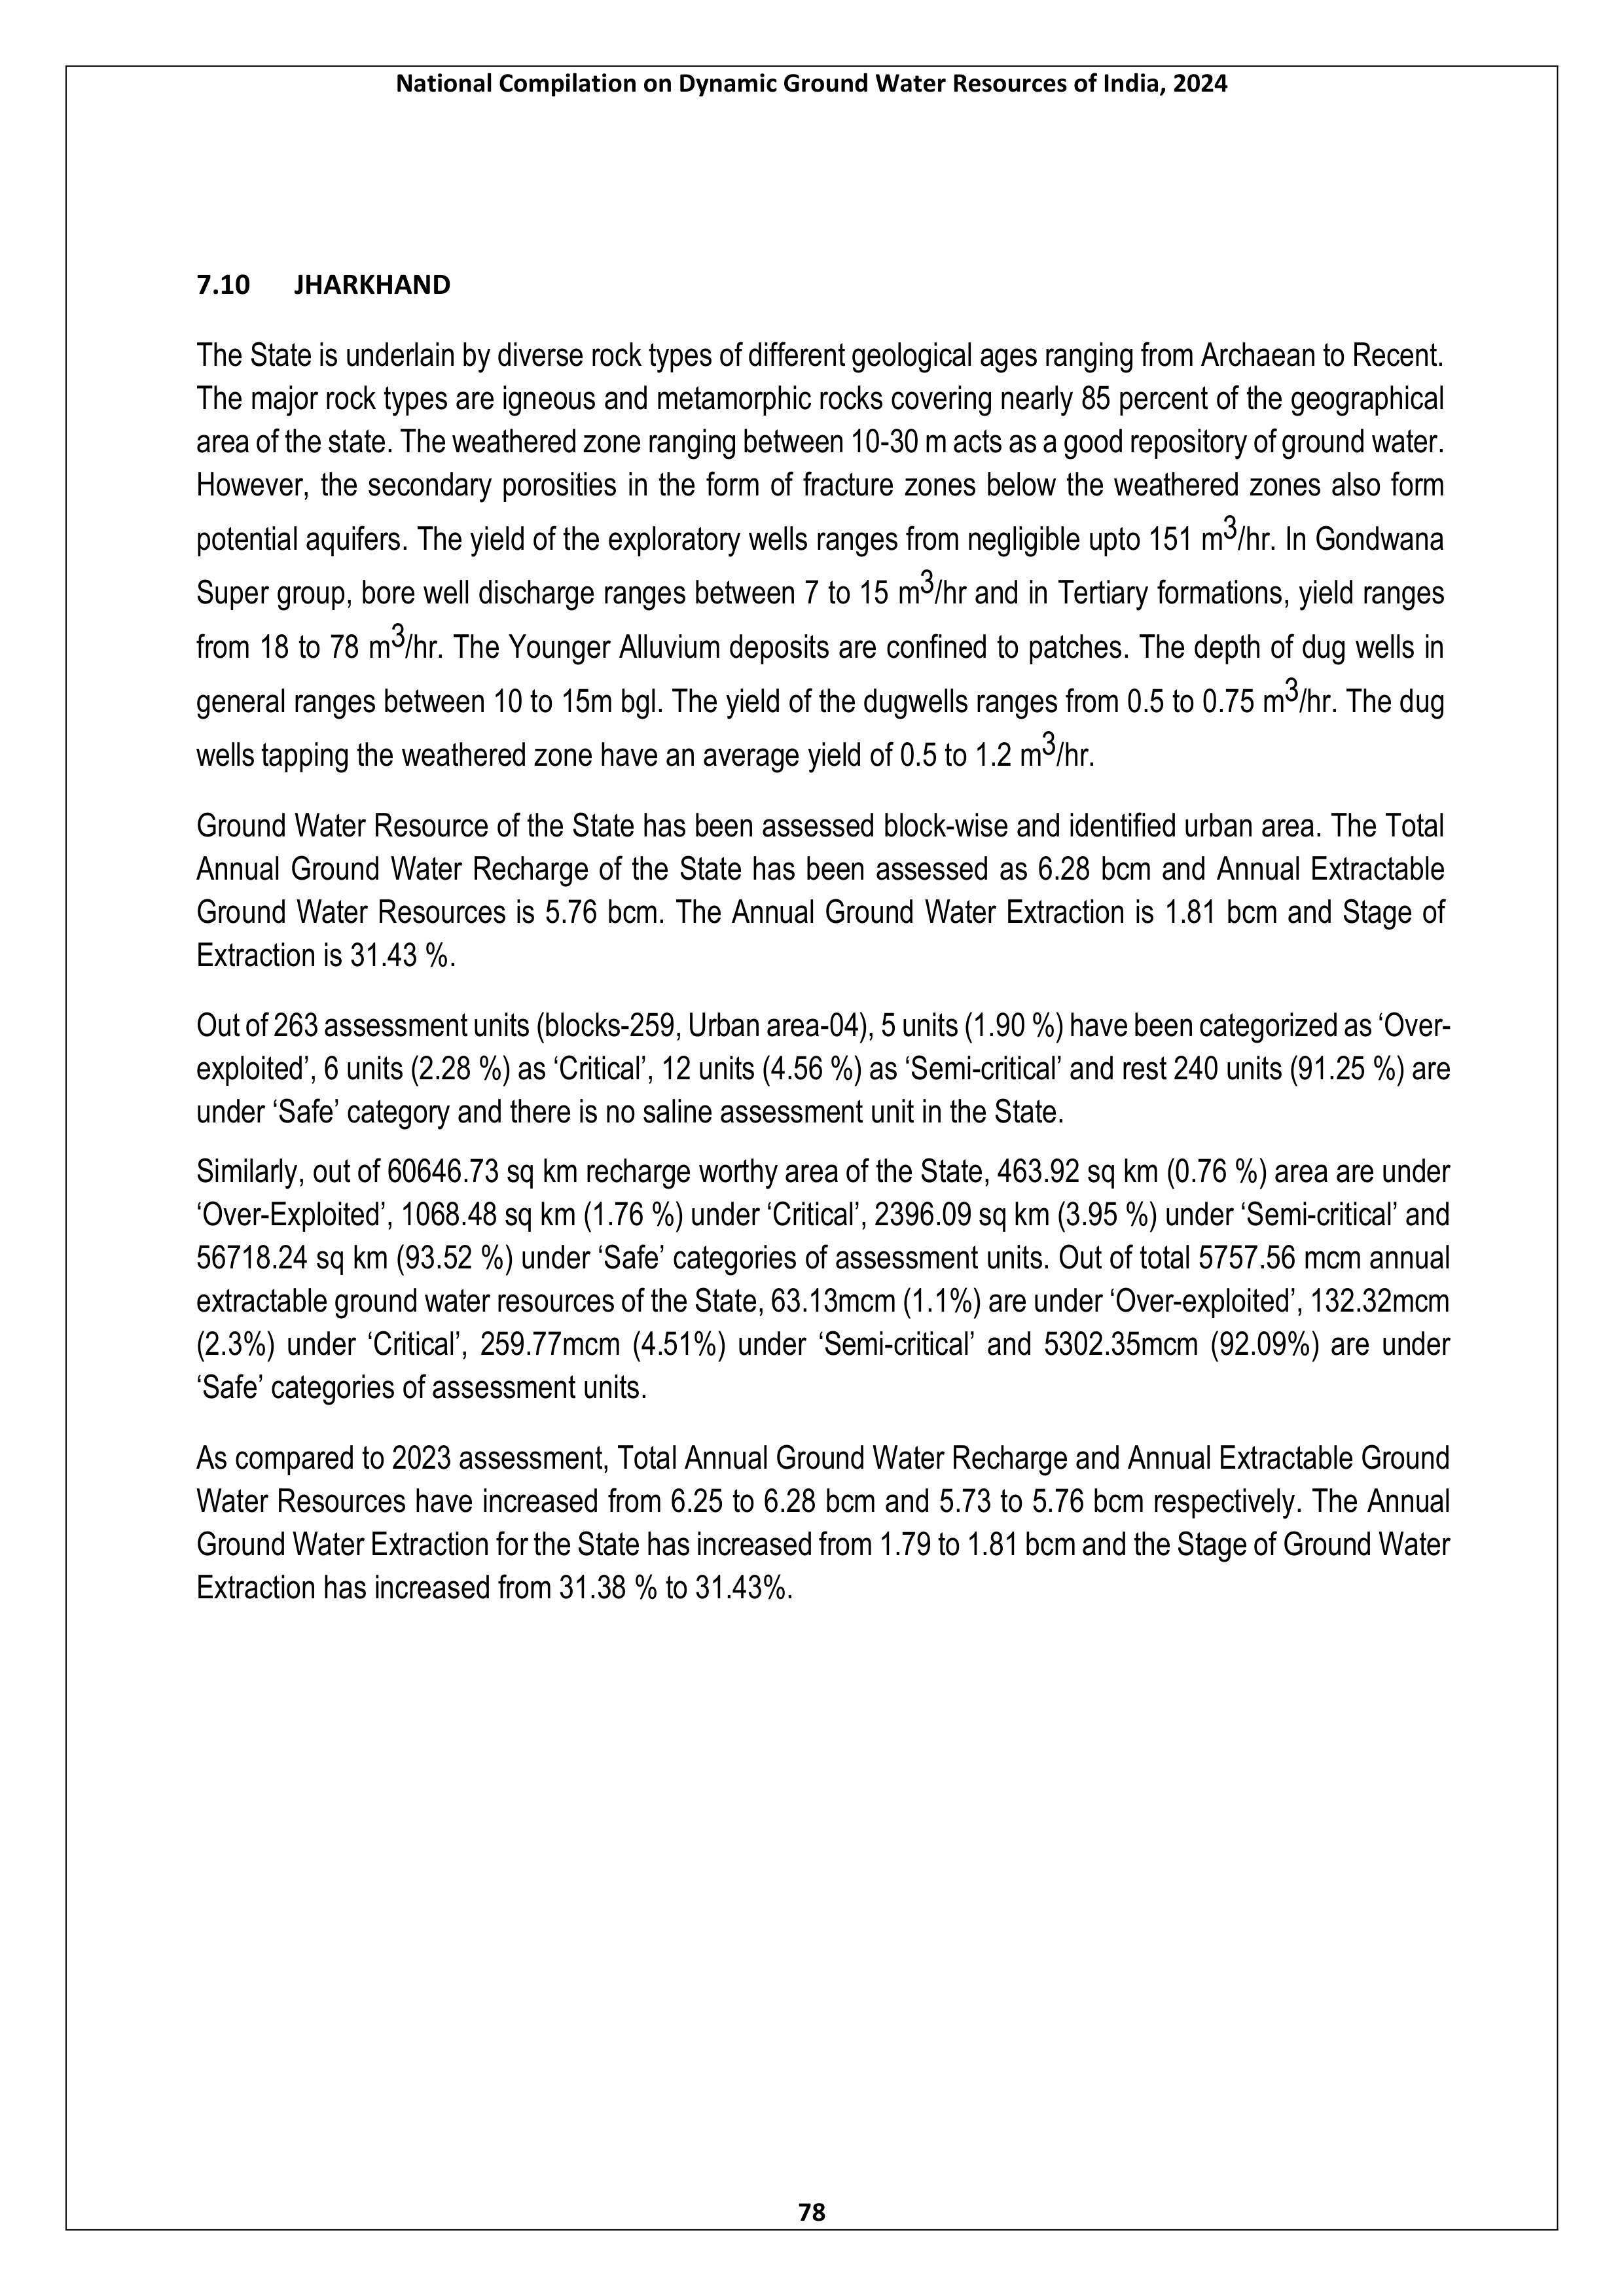 National Compilation on Dynamic Ground Water Resources of India, 2024
7.10 JHARKHAND
The State is underlain by diverse rock types of different geological ages ranging from Archaean to Recent.
The major rock types are igneous and metamorphic rocks covering nearly 85 percent of the geographical
area of the state. The weathered zone ranging between 10-30 m acts as a good repository of ground water.
However, the secondary porosities in the form of fracture zones below the weathered zones also form
potential aquifers. The yield of the exploratory wells ranges from negligible upto 151 m³/hr. In Gondwana
Super group, bore well discharge ranges between 7 to 15 m³/hr and in Tertiary formations, yield ranges
from 18 to 78 m³/hr. The Younger Alluvium deposits are confined to patches. The depth of dug wells in
general ranges between 10 to 15m bgl. The yield of the dugwells ranges from 0.5 to 0.75 m³/hr. The dug
wells tapping the weathered zone have an average yield of 0.5 to 1.2 m³/hr.
Ground Water Resource of the State has been assessed block-wise and identified urban area. The Total
Annual Ground Water Recharge of the State has been assessed as 6.28 bcm and Annual Extractable
Ground Water Resources is 5.76 bcm. The Annual Ground Water Extraction is 1.81 bcm and Stage of
Extraction is 31.43 %.
Out of 263 assessment units (blocks-259, Urban area-04), 5 units (1.90 %) have been categorized as ‘Over-
exploited’, 6 units (2.28 %) as ‘Critical’, 12 units (4.56 %) as ‘Semi-critical’ and rest 240 units (91.25 %) are
under ‘Safe’ category and there is no saline assessment unit in the State.
Similarly, out of 60646.73 sq km recharge worthy area of the State, 463.92 sq km (0.76 %) area are under
‘Over-Exploited’, 1068.48 sq km (1.76 %) under ‘Critical’, 2396.09 sq km (3.95 %) under ‘Semi-critical’ and
56718.24 sq km (93.52 %) under ‘Safe’ categories of assessment units. Out of total 5757.56 mcm annual
extractable ground water resources of the State, 63.13mcm (1.1%) are under ‘Over-exploited’, 132.32mcm
(2.3%) under ‘Critical’, 259.77mcm (4.51%) under ‘Semi-critical’ and 5302.35mcm (92.09%) are under
‘Safe’ categories of assessment units.
As compared to 2023 assessment, Total Annual Ground Water Recharge and Annual Extractable Ground
Water Resources have increased from 6.25 to 6.28 bcm and 5.73 to 5.76 bcm respectively. The Annual
Ground Water Extraction for the State has increased from 1.79 to 1.81 bcm and the Stage of Ground Water
Extraction has increased from 31.38 % to 31.43%.
78